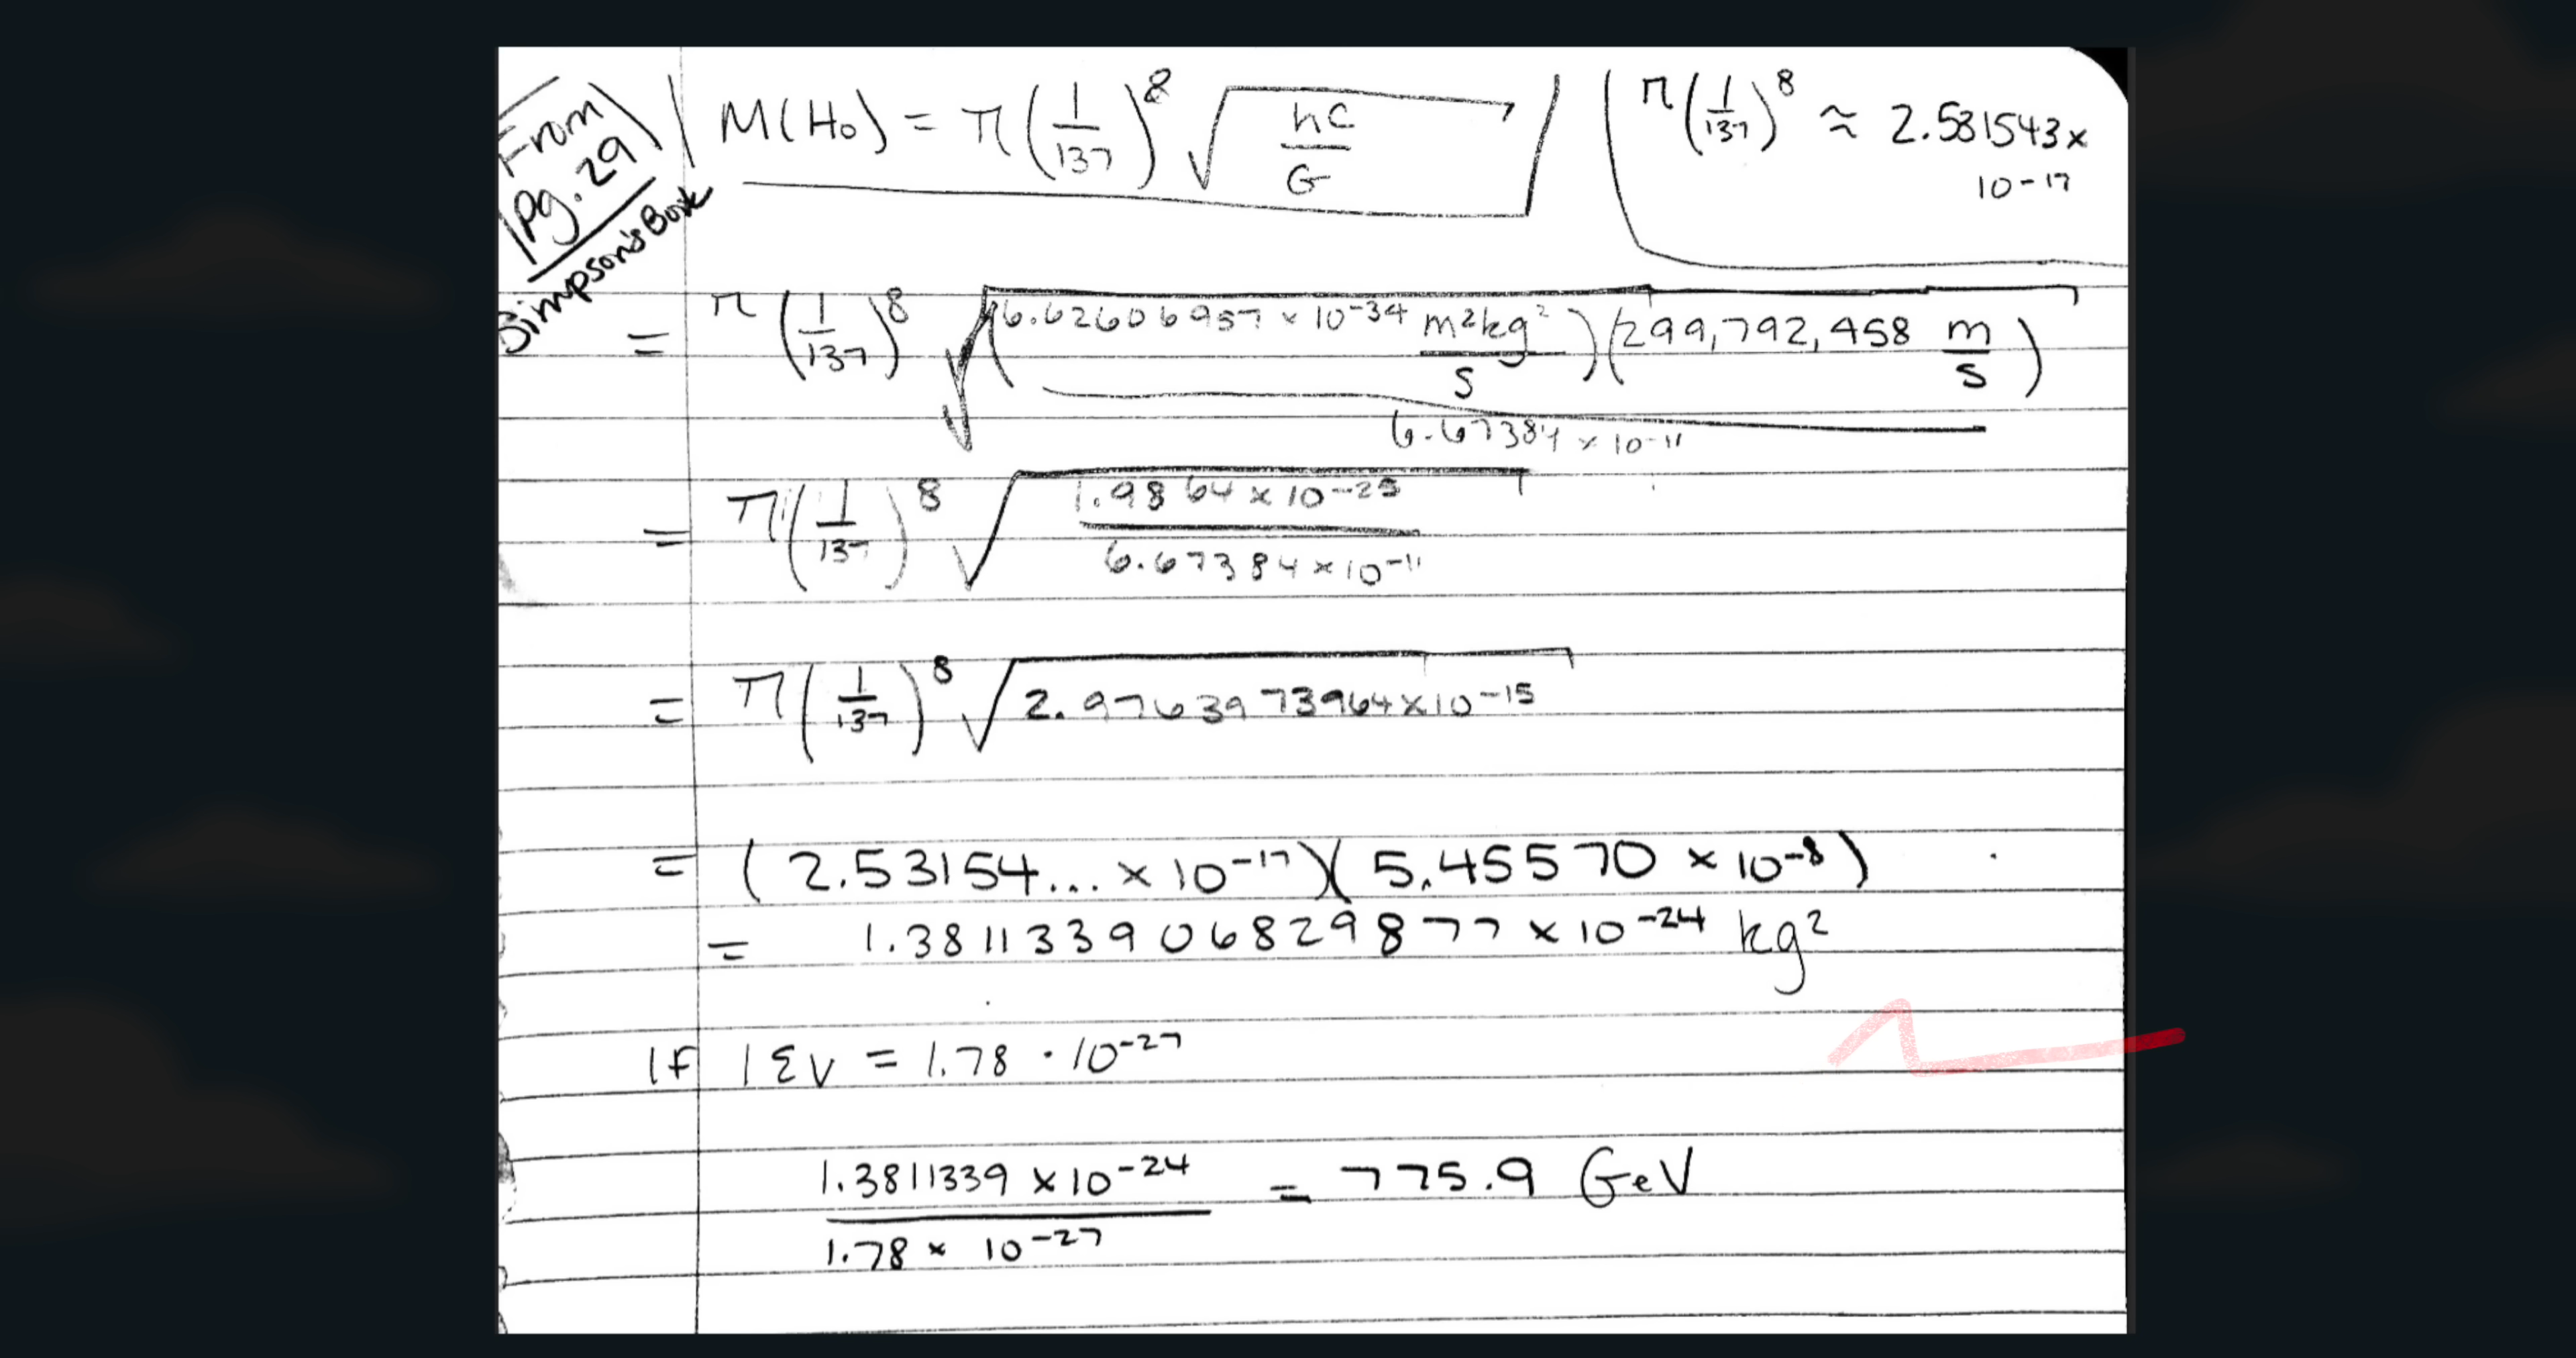 From
pg. 29
Simpson's Book
M(H₀) = π(1/137)⁸ √(hc/G)
π(1/137)⁸ ≈ 2.531543 x
10-17
= π(1/137)⁸ √((6.62606957 x 10-34 m²kg²/s)(299,792,458 m/s) / 6.67384 x 10-11)
= π(1/137)⁸ √(1.9864 x 10-25 / 6.67384 x 10-11)
= π(1/137)⁸ √(2.9763973964 x 10-15)
= (2.53154... x 10-17)(5.45570 x 10-8)
= 1.3811339068298777 x 10-24 kg²
If 1 EV = 1.78 · 10-27
1.3811339 x 10-24 / 1.78 x 10-27 = 775.9 GeV